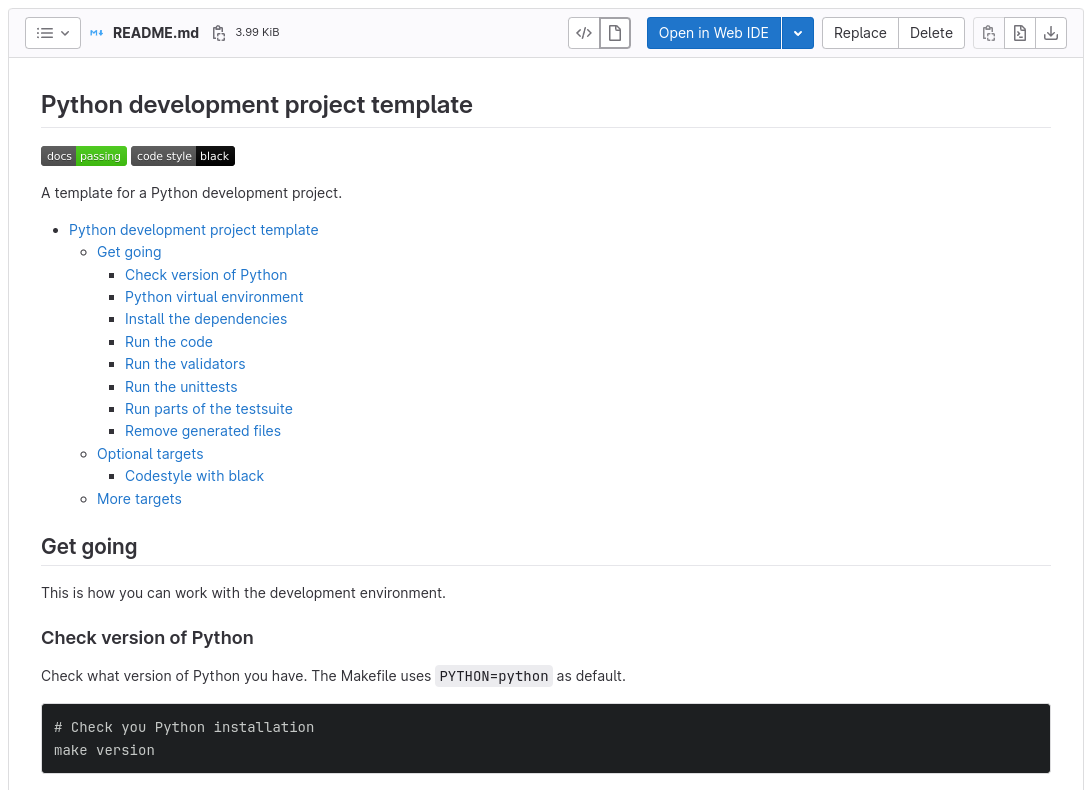 README.md 3.99 KiB Open in Web IDE Replace Delete
Python development project template
docs passing code style black
A template for a Python development project.
Python development project template
Get going
Check version of Python
Python virtual environment
Install the dependencies
Run the code
Run the validators
Run the unittests
Run parts of the testsuite
Remove generated files
Optional targets
Codestyle with black
More targets
Get going
This is how you can work with the development environment.
Check version of Python
Check what version of Python you have. The Makefile uses PYTHON=python as default.
# Check you Python installation
make version